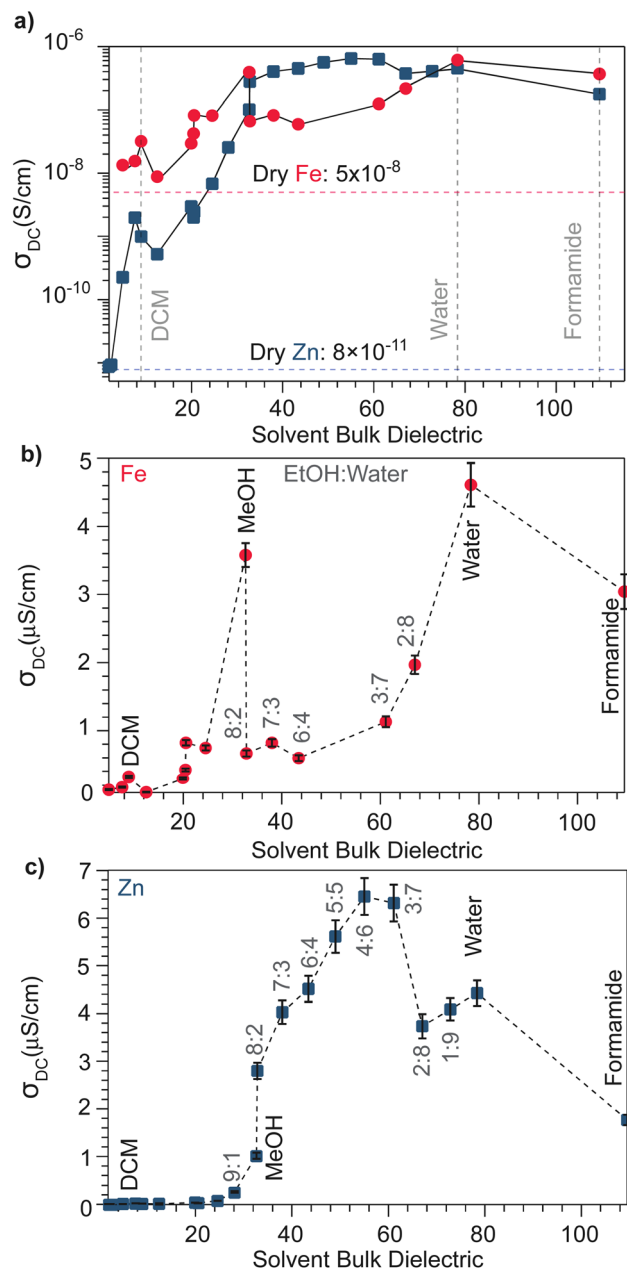 a)
10⁻⁶
10⁻⁸
10⁻¹⁰
σDC(S/cm)
Dry Fe: 5x10⁻⁸
Dry Zn: 8×10⁻¹¹
DCM
Water
Formamide
20 40 60 80 100
Solvent Bulk Dielectric
b)
Fe
EtOH:Water
5
4
3
2
1
0
σDC(μS/cm)
DCM
MeOH
8:2
7:3
6:4
3:7
2:8
Water
Formamide
20 40 60 80 100
Solvent Bulk Dielectric
c)
Zn
7
6
5
4
3
2
1
0
σDC(μS/cm)
DCM
9:1
MeOH
8:2
7:3
6:4
5:5
4:6
3:7
2:8
1:9
Water
Formamide
20 40 60 80 100
Solvent Bulk Dielectric